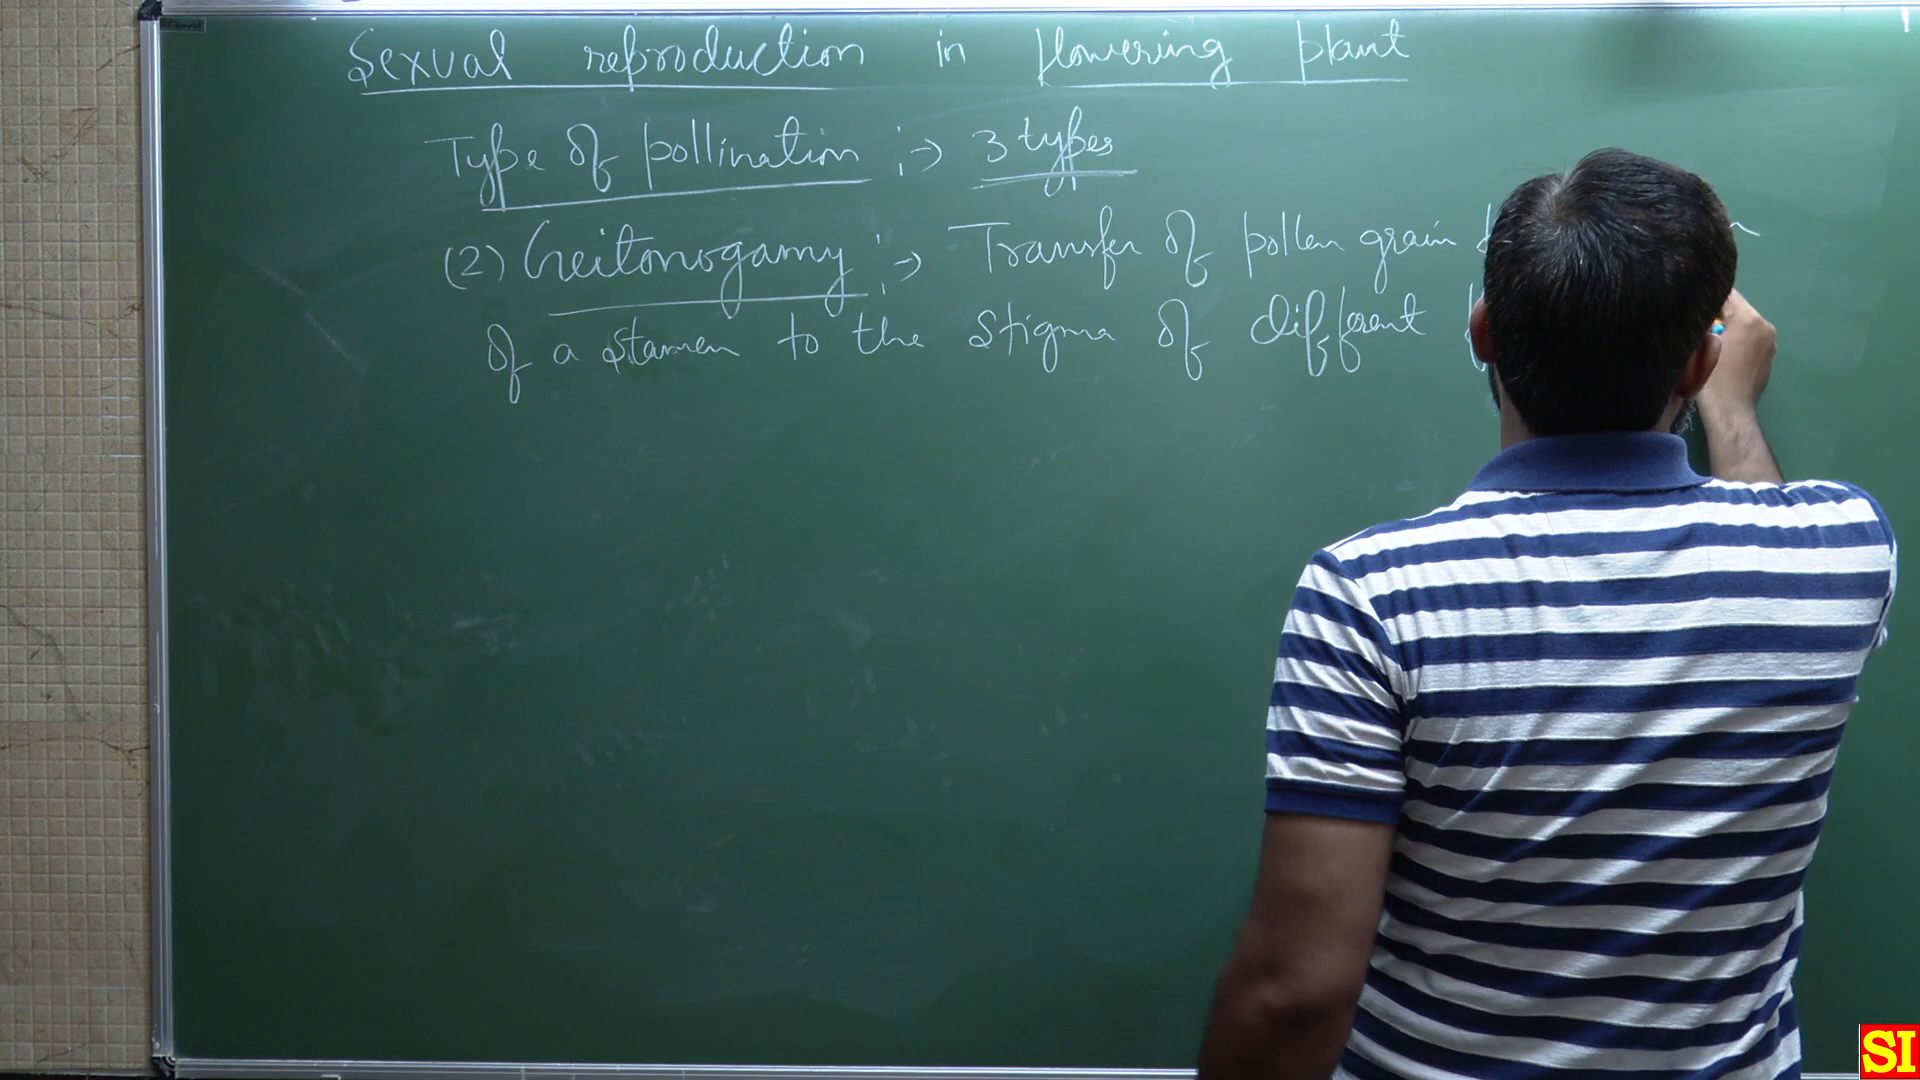 Sexual reproduction in flowering plant
Type of pollination :→ 3 types
(2) Geitonogamy :→ Transfer of pollen grain
of a stamen to the stigma of different
SI